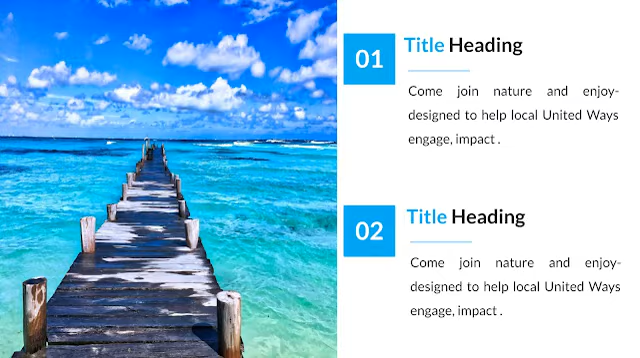 01
Title Heading
Come join nature and enjoy-
designed to help local United Ways
engage, impact .
02
Title Heading
Come join nature and enjoy-
designed to help local United Ways
engage, impact .